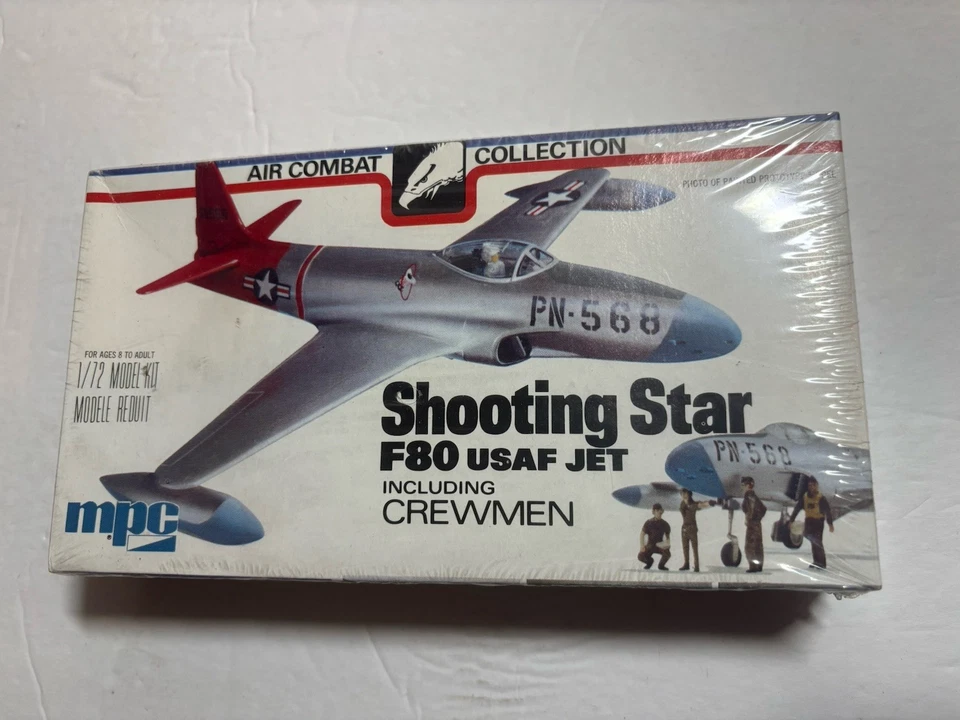 AIR COMBAT COLLECTION
PHOTO OF PAINTED PROTOTYPE
PN-568
FOR AGES 8 TO ADULT
1/72 MODEL KIT
MODELE REDUIT
Shooting Star
F80 USAF JET
INCLUDING
CREWMEN
PN-568
mpc